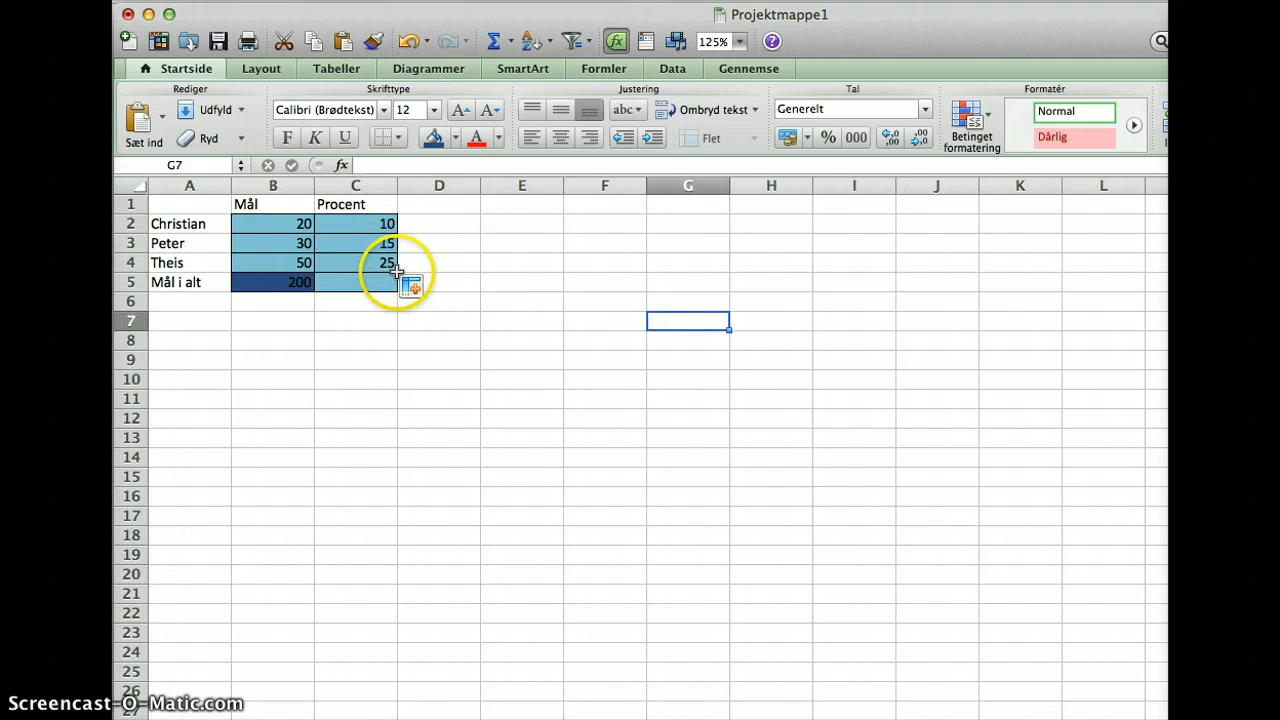 Projektmappe1
fx 125% ?
Startside Layout Tabeller Diagrammer SmartArt Formler Data Gennemse
Rediger Skrifttype Justering Tal Formatér
Sæt ind Udfyld Calibri (Brødtekst) 12 A A abc Ombryd tekst Generelt Betinget formatering Normal
Ryd F K U A Flet % 000 ,00 ,0 Dårlig
G7 fx
A B C D E F G H I J K L
1 Mål Procent
2 Christian 20 10
3 Peter 30 15
4 Theis 50 25
5 Mål i alt 200
6
7
8
9
10
11
12
13
14
15
16
17
18
19
20
21
22
23
24
25
26
27
Screencast-O-Matic.com